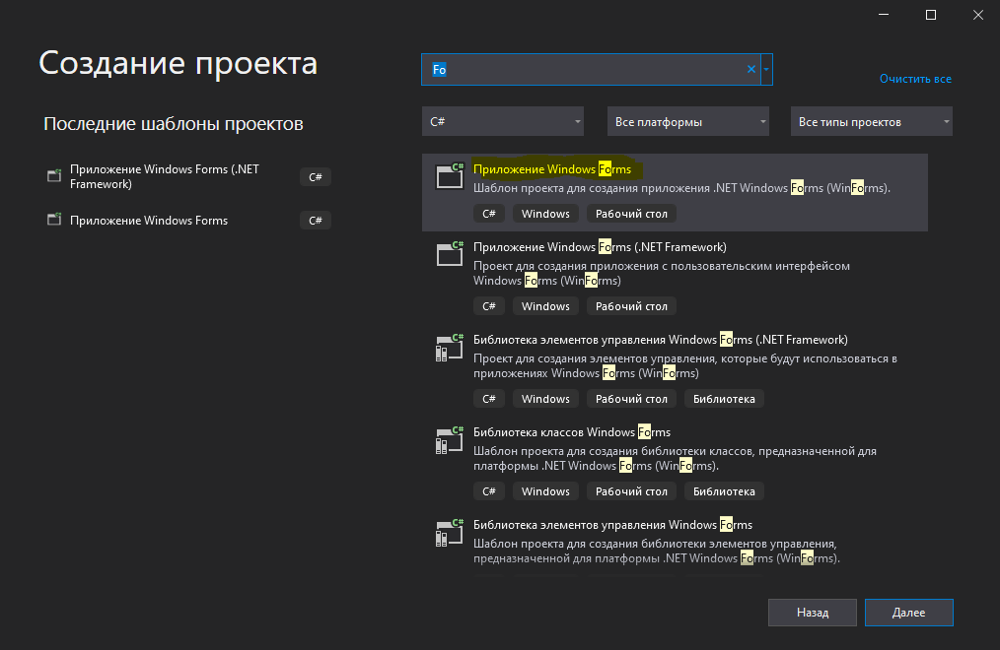 Создание проекта
Fo
Очистить все
C#
Все платформы
Все типы проектов
Последние шаблоны проектов
Приложение Windows Forms (.NET
Framework)
C#
Приложение Windows Forms
C#
C#
Приложение Windows Forms
Шаблон проекта для создания приложения .NET Windows Forms (WinForms).
C# Windows Рабочий стол
C#
Приложение Windows Forms (.NET Framework)
Проект для создания приложения с пользовательским интерфейсом
Windows Forms (WinForms)
C# Windows Рабочий стол
C#
Библиотека элементов управления Windows Forms (.NET Framework)
Проект для создания элементов управления, которые будут использоваться в
приложениях Windows Forms (WinForms)
C# Windows Рабочий стол Библиотека
C#
Библиотека классов Windows Forms
Шаблон проекта для создания библиотеки классов, предназначенной для
платформы .NET Windows Forms (WinForms).
C# Windows Рабочий стол Библиотека
C#
Библиотека элементов управления Windows Forms
Шаблон проекта для создания библиотеки элементов управления,
предназначенной для платформы .NET Windows Forms (WinForms).
Назад
Далее